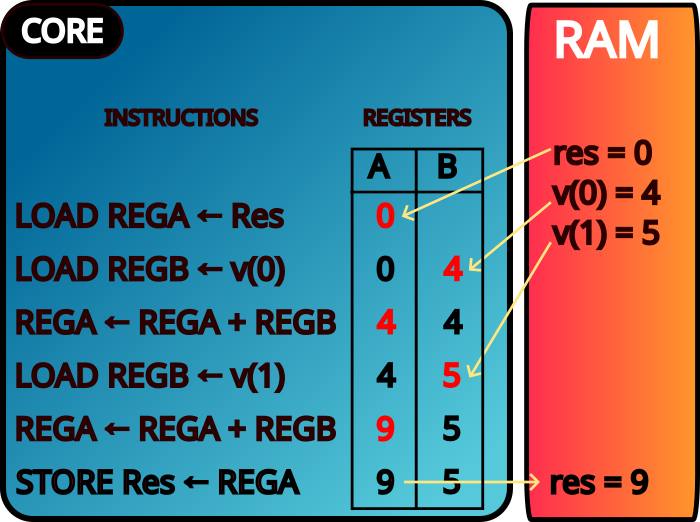 CORE
RAM
INSTRUCTIONS REGISTERS
A B
res = 0
v(0) = 4
v(1) = 5
LOAD REGA ← Res 0
LOAD REGB ← v(0) 0 4
REGA ← REGA + REGB 4 4
LOAD REGB ← v(1) 4 5
REGA ← REGA + REGB 9 5
STORE Res ← REGA 9 5 res = 9